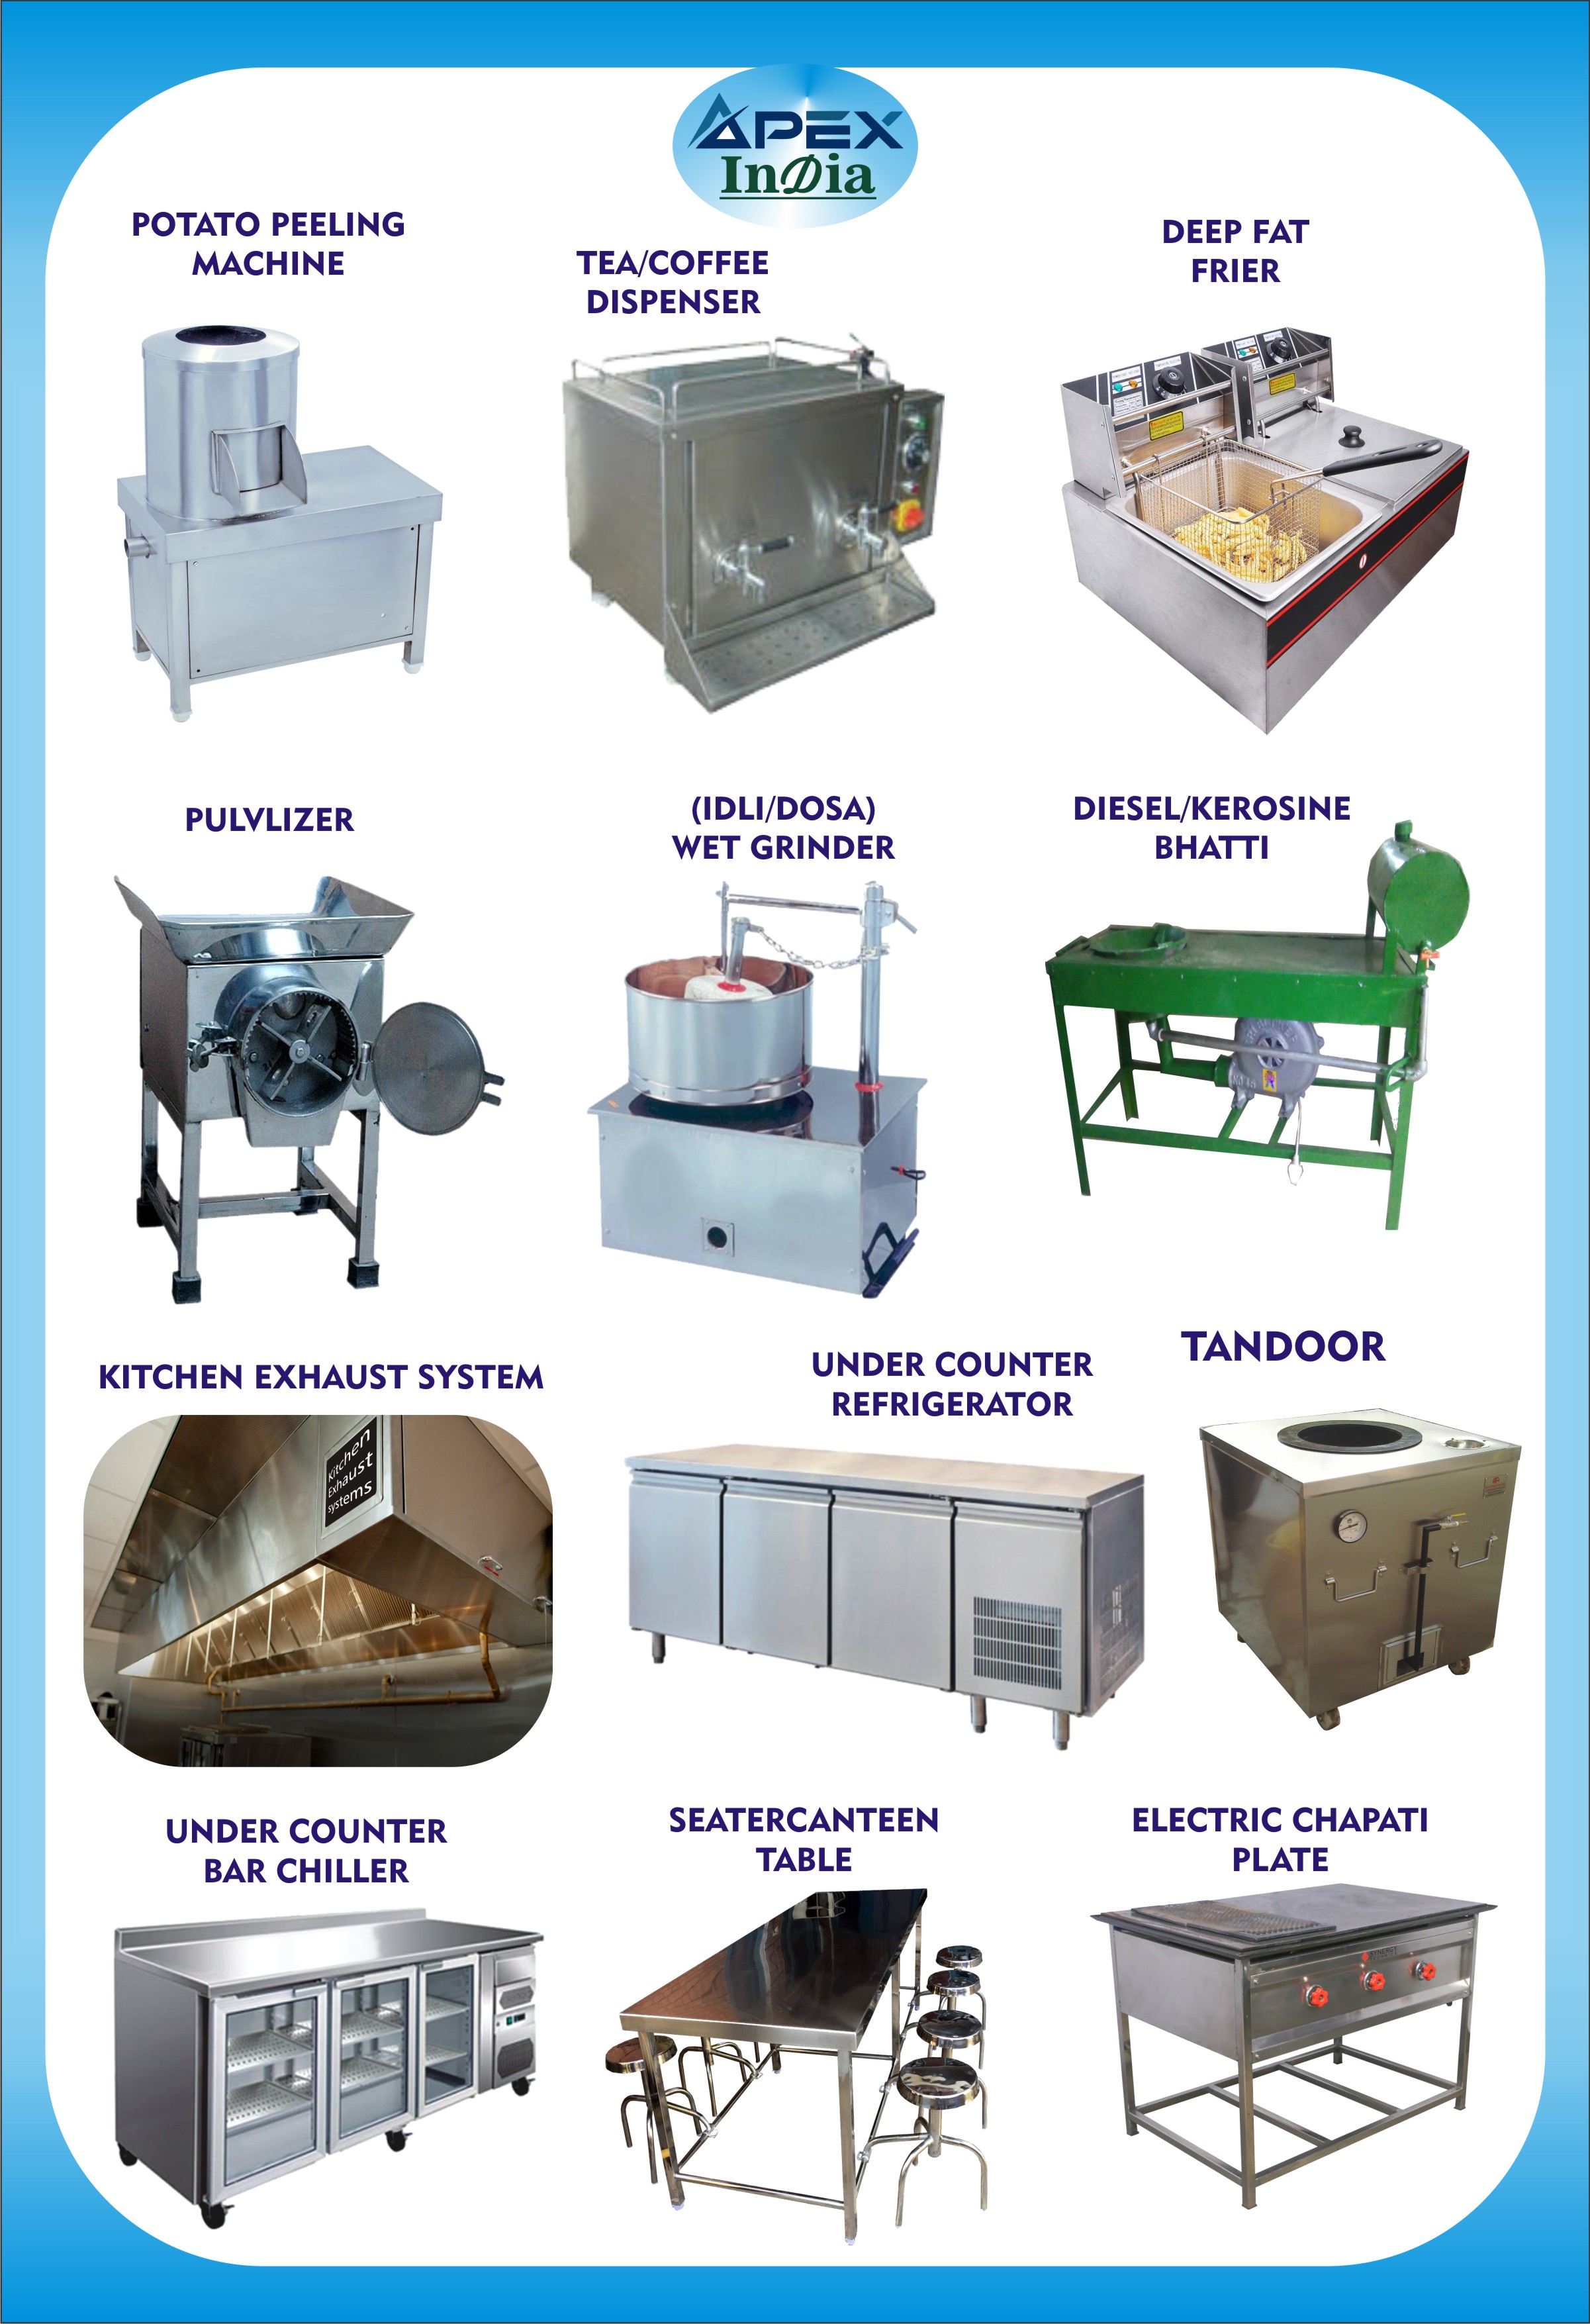 APEX
InDia
POTATO PEELING
MACHINE
TEA/COFFEE
DISPENSER
DEEP FAT
FRIER
PULVLIZER
(IDLI/DOSA)
WET GRINDER
DIESEL/KEROSINE
BHATTI
KITCHEN EXHAUST SYSTEM
Kitchen
Exhaust
systems
UNDER COUNTER
REFRIGERATOR
TANDOOR
UNDER COUNTER
BAR CHILLER
SEATERCANTEEN
TABLE
ELECTRIC CHAPATI
PLATE